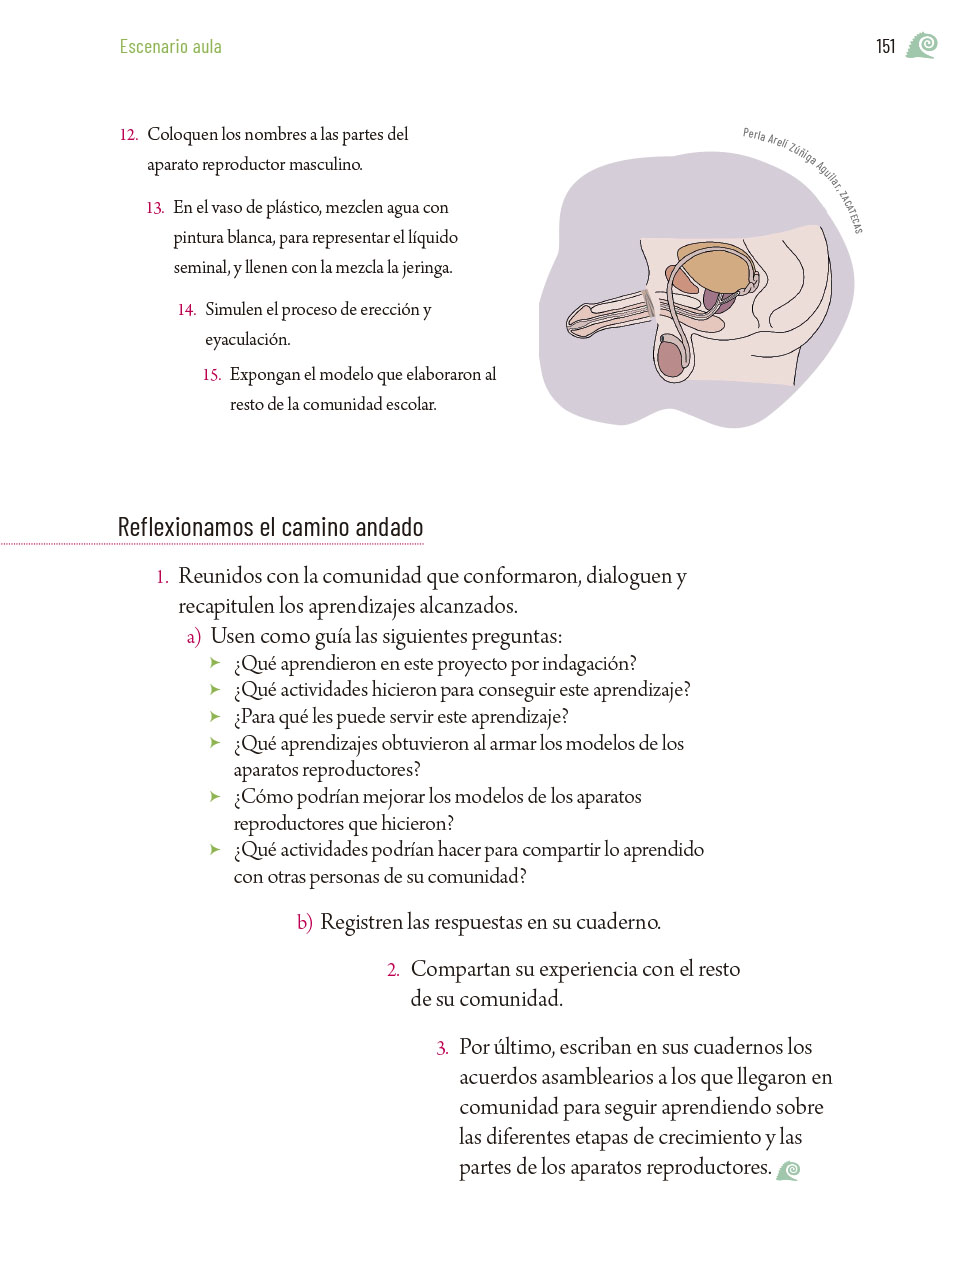 Escenario aula
151
12. Coloquen los nombres a las partes del
aparato reproductor masculino.
13. En el vaso de plástico, mezclen agua con
pintura blanca, para representar el líquido
seminal, y llenen con la mezcla la jeringa.
14. Simulen el proceso de erección y
eyaculación.
15. Expongan el modelo que elaboraron al
resto de la comunidad escolar.
Perla Areli Zúñiga Aguilar, ZACATECAS
Reflexionamos el camino andado
1. Reunidos con la comunidad que conformaron, dialoguen y
recapitulen los aprendizajes alcanzados.
a) Usen como guía las siguientes preguntas:
➤ ¿Qué aprendieron en este proyecto por indagación?
➤ ¿Qué actividades hicieron para conseguir este aprendizaje?
➤ ¿Para qué les puede servir este aprendizaje?
➤ ¿Qué aprendizajes obtuvieron al armar los modelos de los
aparatos reproductores?
➤ ¿Cómo podrían mejorar los modelos de los aparatos
reproductores que hicieron?
➤ ¿Qué actividades podrían hacer para compartir lo aprendido
con otras personas de su comunidad?
b) Registren las respuestas en su cuaderno.
2. Compartan su experiencia con el resto
de su comunidad.
3. Por último, escriban en sus cuadernos los
acuerdos asamblearios a los que llegaron en
comunidad para seguir aprendiendo sobre
las diferentes etapas de crecimiento y las
partes de los aparatos reproductores.